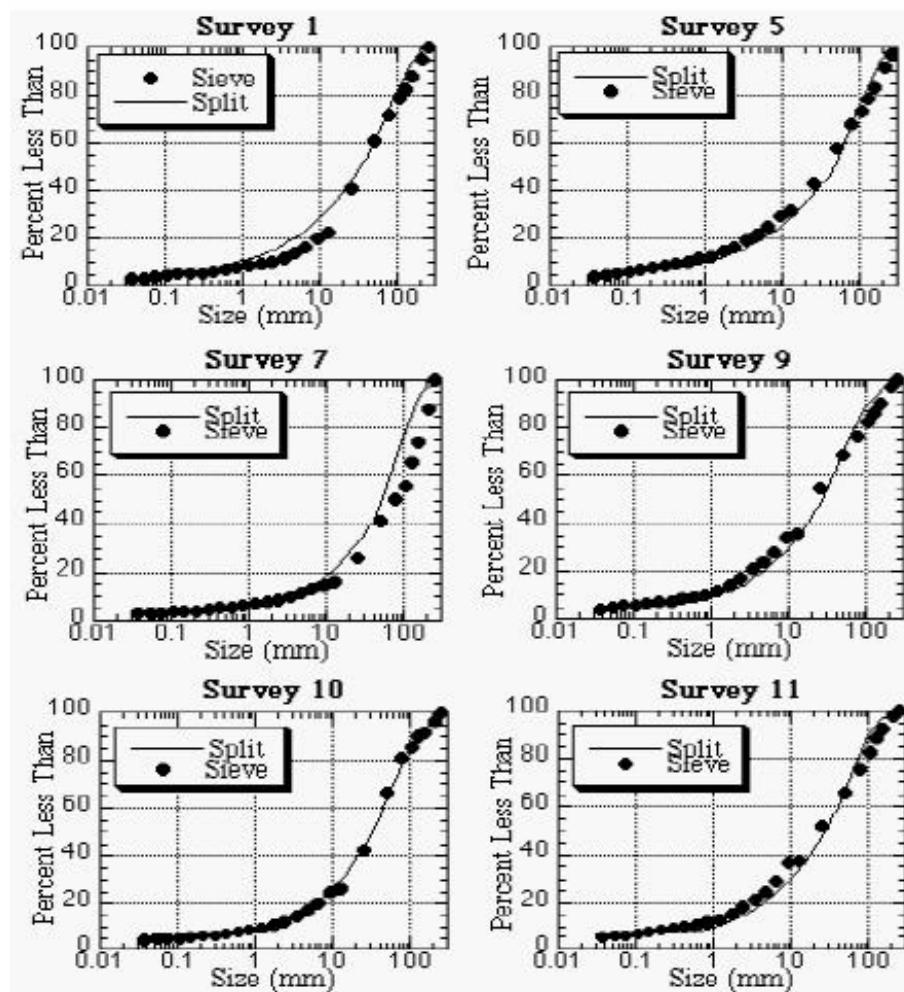 Survey 1
100
80
60
40
20
0
Percent Less Than
Sieve
Split
0.01 0.1 1 10 100
Size (mm)
Survey 5
100
80
60
40
20
0
Percent Less Than
Split
Sieve
0.01 0.1 1 10 100
Size (mm)
Survey 7
100
80
60
40
20
0
Percent Less Than
Split
Sieve
0.01 0.1 1 10 100
Size (mm)
Survey 9
100
80
60
40
20
0
Percent Less Than
Split
Sieve
0.01 0.1 1 10 100
Size (mm)
Survey 10
100
80
60
40
20
0
Percent Less Than
Split
Sieve
0.01 0.1 1 10 100
Size (mm)
Survey 11
100
80
60
40
20
0
Percent Less Than
Split
Sieve
0.01 0.1 1 10 100
Size (mm)